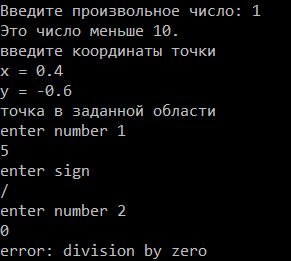 Введите произвольное число: 1
Это число меньше 10.
введите координаты точки
x = 0.4
y = -0.6
точка в заданной области
enter number 1
5
enter sign
/
enter number 2
0
error: division by zero